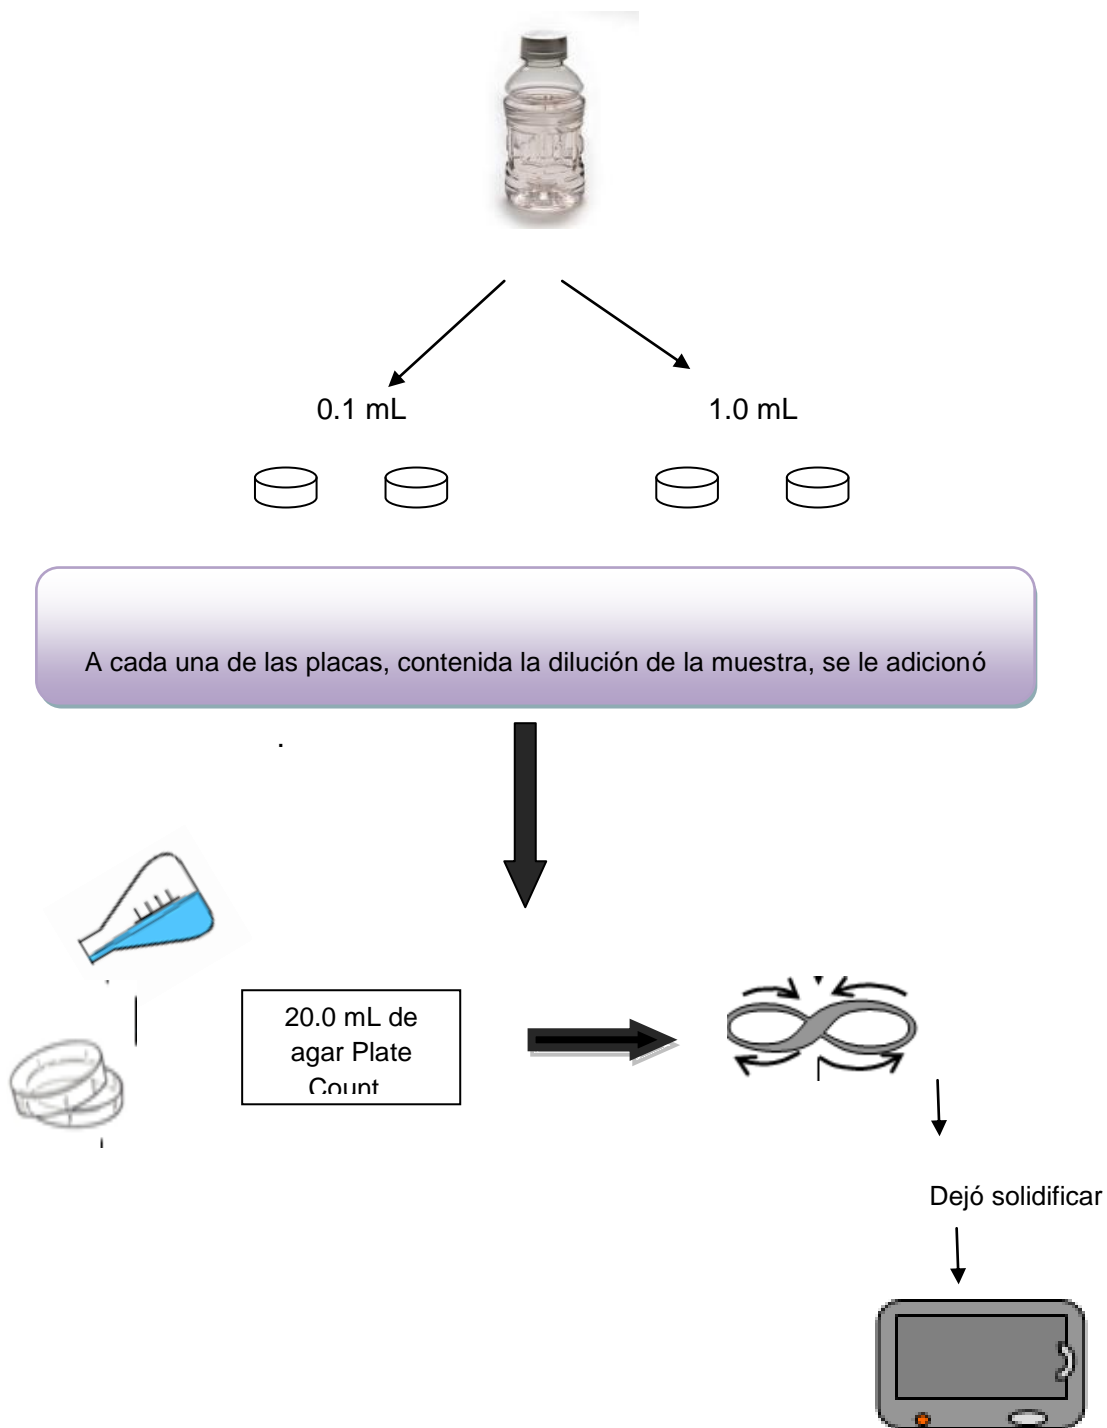 0.1 mL
1.0 mL
A cada una de las placas, contenida la dilución de la muestra, se le adicionó
.
20.0 mL de
agar Plate
Count
Dejó solidificar